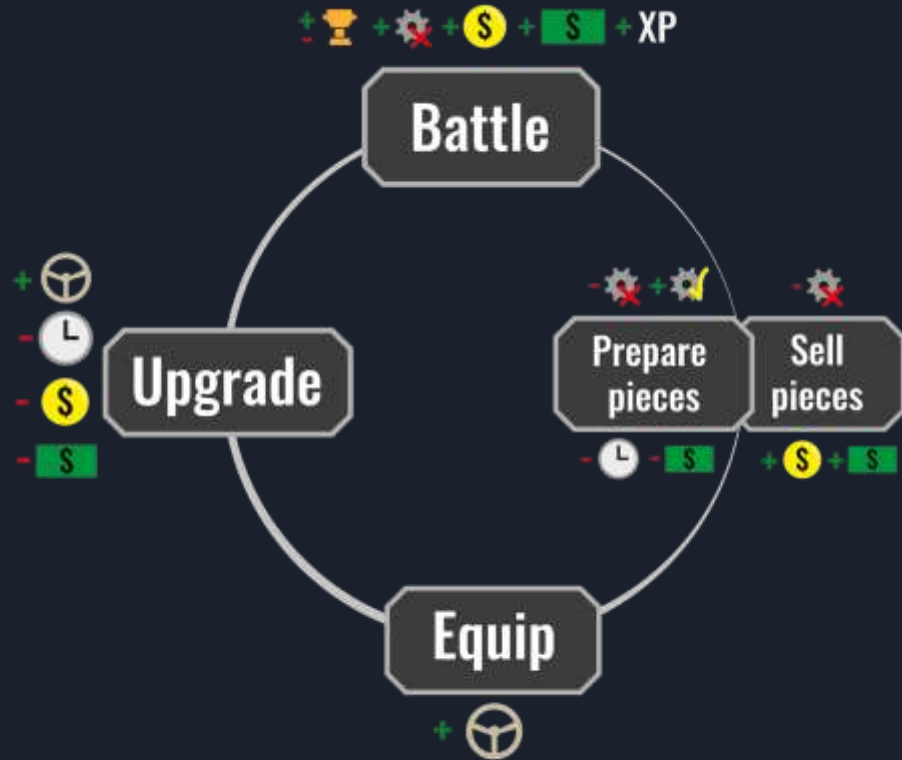 ± $ + $ + XP
Battle
Prepare
pieces
Sell
pieces
Upgrade
$
$
$
$
$
Equip